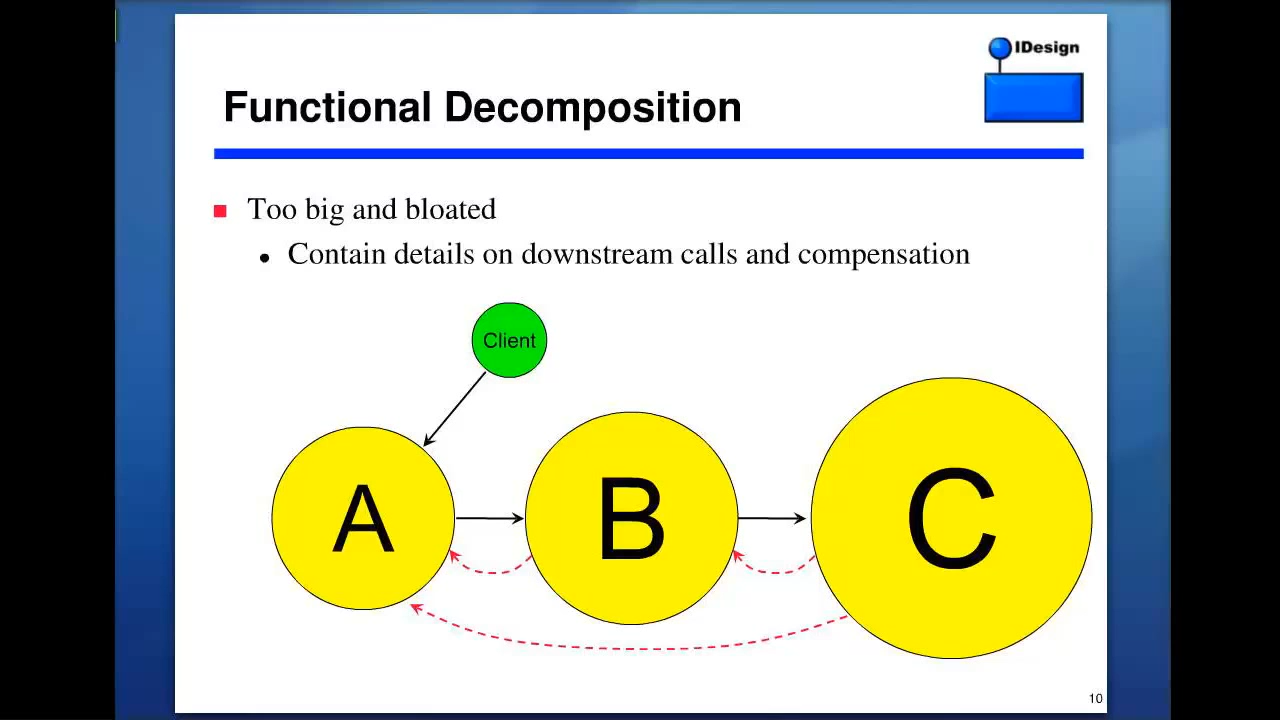 IDesign
Functional Decomposition
Too big and bloated
Contain details on downstream calls and compensation
Client
A
B
C
10